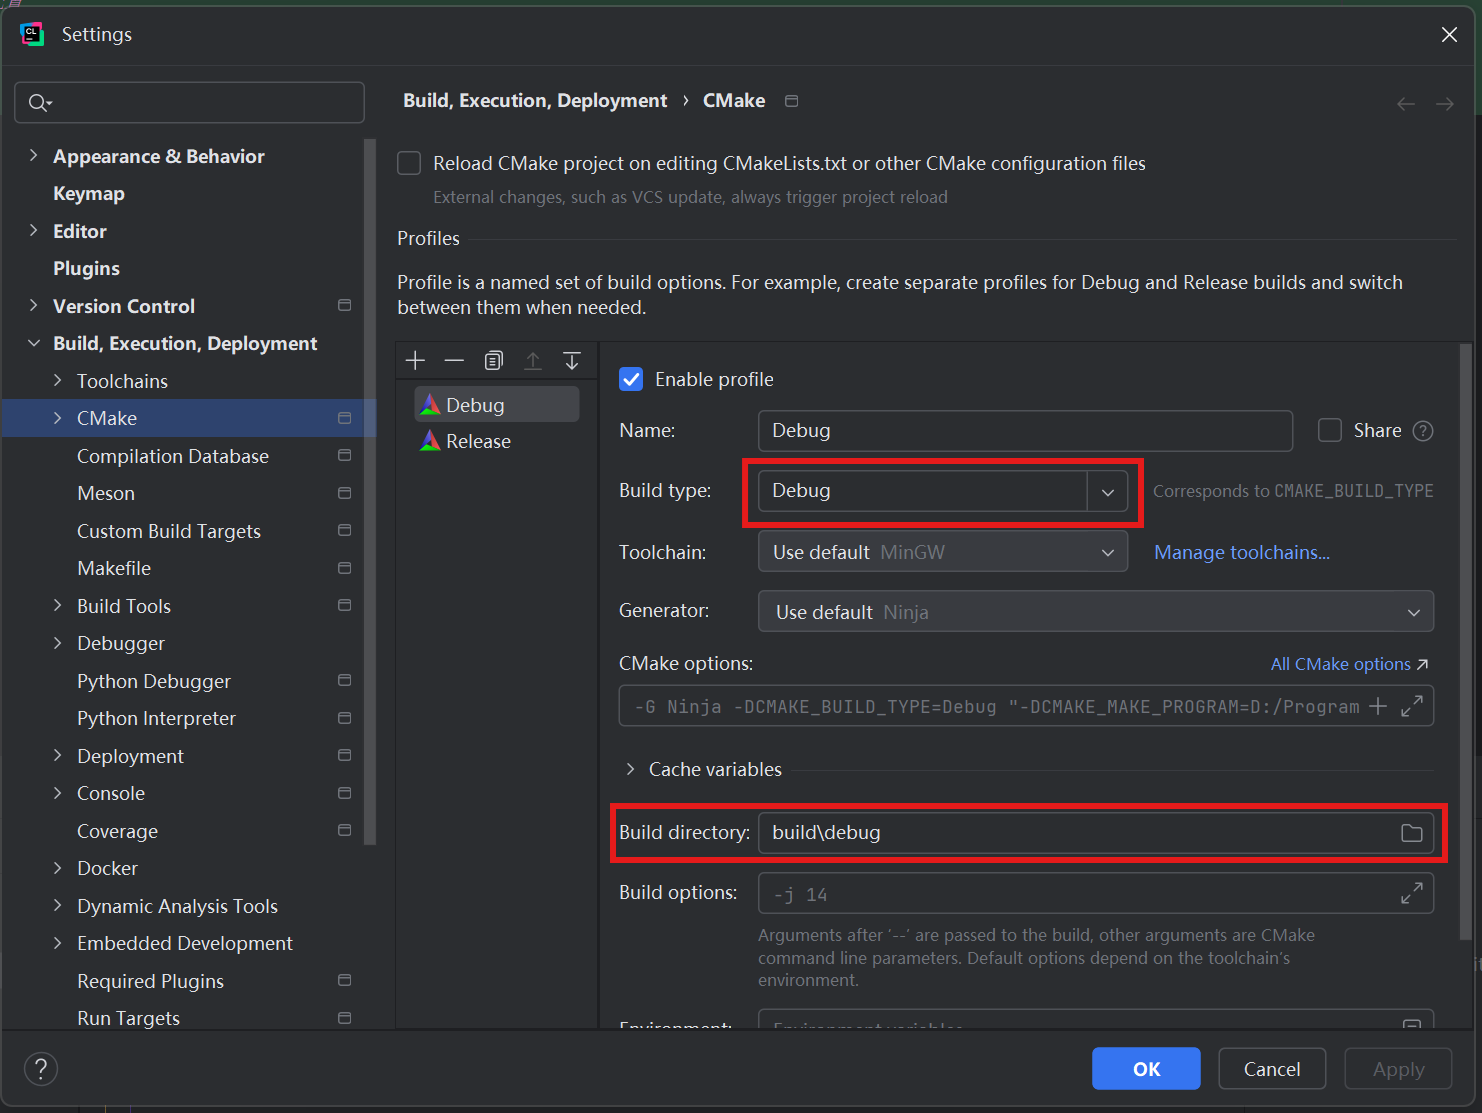 CL
Settings
Build, Execution, Deployment › CMake
Appearance & Behavior
Keymap
Editor
Plugins
Version Control
Build, Execution, Deployment
Toolchains
CMake
Compilation Database
Meson
Custom Build Targets
Makefile
Build Tools
Debugger
Python Debugger
Python Interpreter
Deployment
Console
Coverage
Docker
Dynamic Analysis Tools
Embedded Development
Required Plugins
Run Targets
Reload CMake project on editing CMakeLists.txt or other CMake configuration files
External changes, such as VCS update, always trigger project reload
Profiles
Profile is a named set of build options. For example, create separate profiles for Debug and Release builds and switch
between them when needed.
Debug
Release
Enable profile
Name: Debug Share ?
Build type: Debug Corresponds to CMAKE_BUILD_TYPE
Toolchain: Use default MinGW Manage toolchains...
Generator: Use default Ninja
CMake options: All CMake options ↗
-G Ninja -DCMAKE_BUILD_TYPE=Debug "-DCMAKE_MAKE_PROGRAM=D:/Program
Cache variables
Build directory: build\debug
Build options: -j 14
Arguments after '--' are passed to the build, other arguments are CMake
command line parameters. Default options depend on the toolchain's
environment.
Environment: Environment variables
? OK Cancel Apply